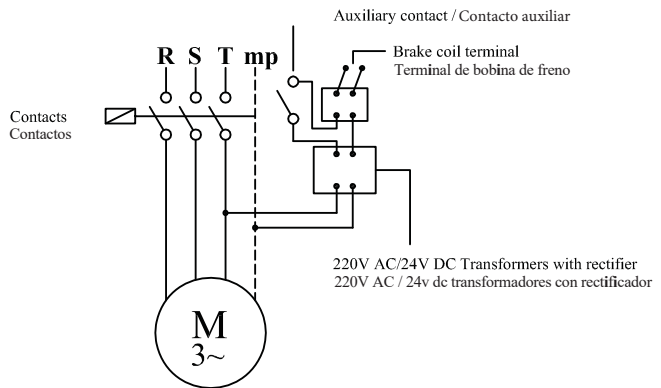 Auxiliary contact / Contacto auxiliar
R S T mp
Brake coil terminal
Terminal de bobina de freno
Contacts
Contactos
220V AC/24V DC Transformers with rectifier
220V AC / 24v dc transformadores con rectificador
M
3~